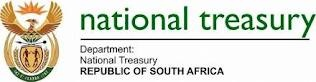 national treasury
Department:
National Treasury
REPUBLIC OF SOUTH AFRICA